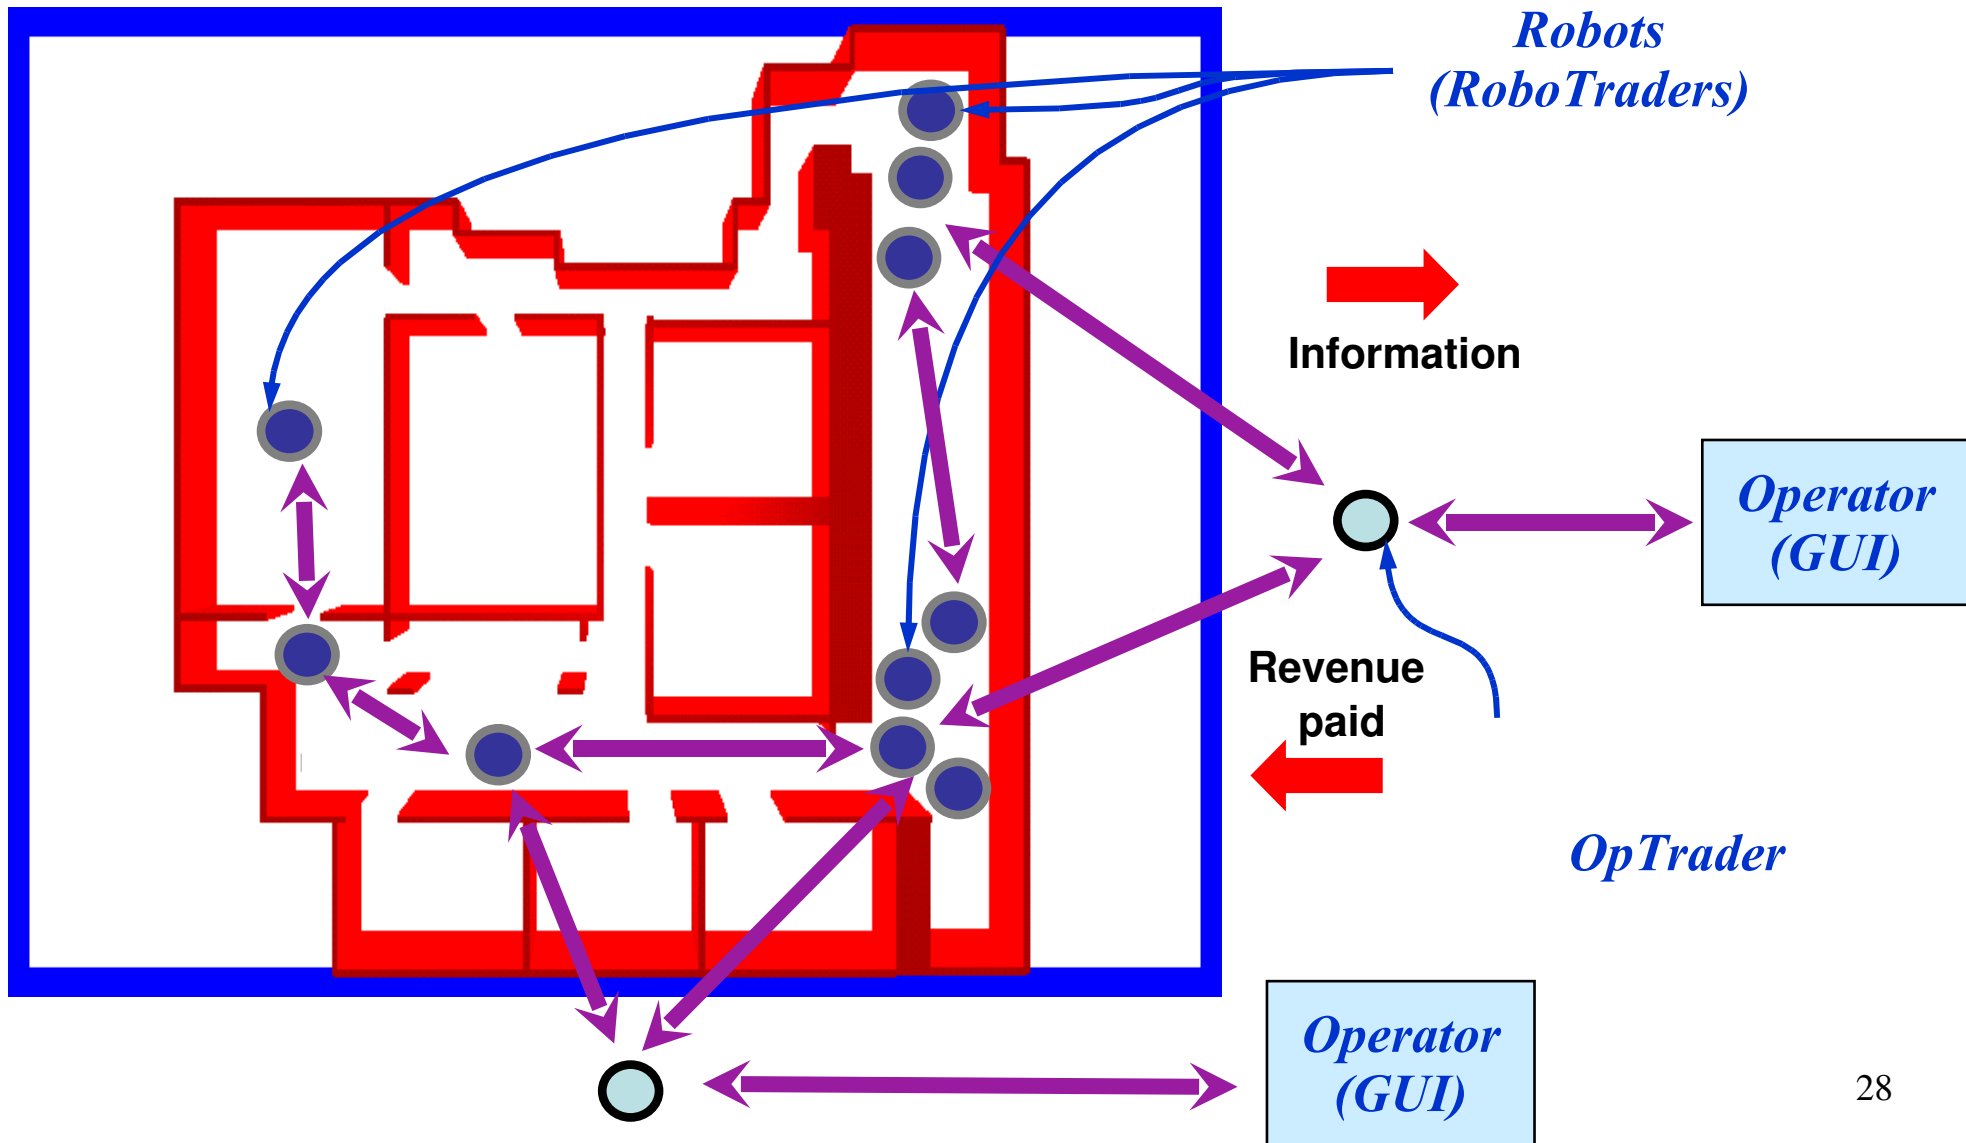 Robots
(RoboTraders)
Information
Operator
(GUI)
Revenue
paid
OpTrader
Operator
(GUI)
28